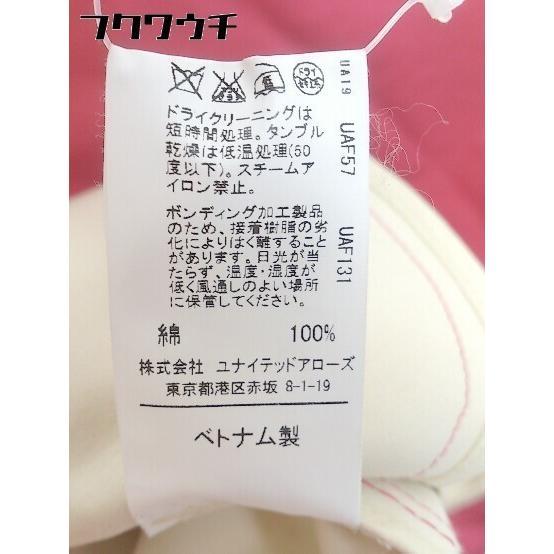 フクワウチ
ドライクリーニングは
短時間処理。タンブル
乾燥は低温処理(60
度以下)。スチームア
イロン禁止。
ボンディング加工製品
のため、接着樹脂の劣
化によりはく離すること
があります。日光が当
たらず、温度・湿度が
低く風通しのよい場所
に保管してください。
綿 100%
株式会社 ユナイテッドアローズ
東京都港区赤坂 8-1-19
ベトナム製
UA19 UAF57 UAF131